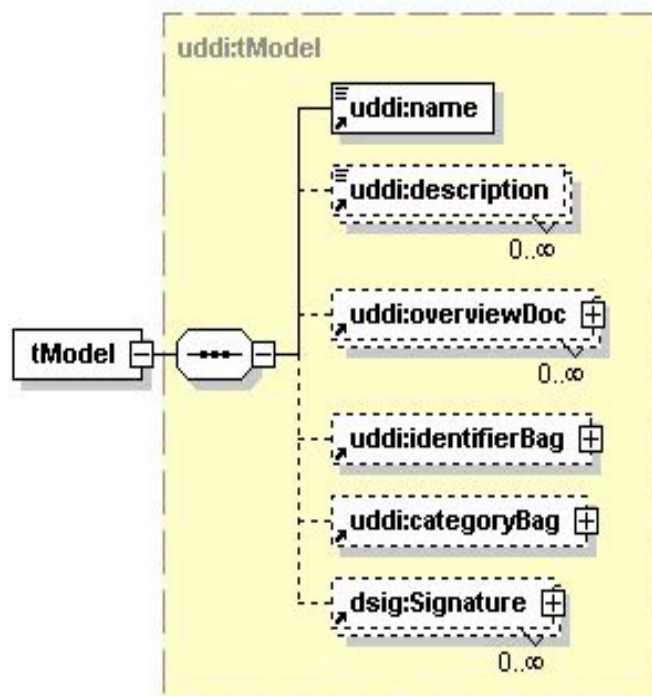 uddi:tModel
uddi:name
uddi:description
0..∞
uddi:overviewDoc
0..∞
tModel
uddi:identifierBag
uddi:categoryBag
dsig:Signature
0..∞